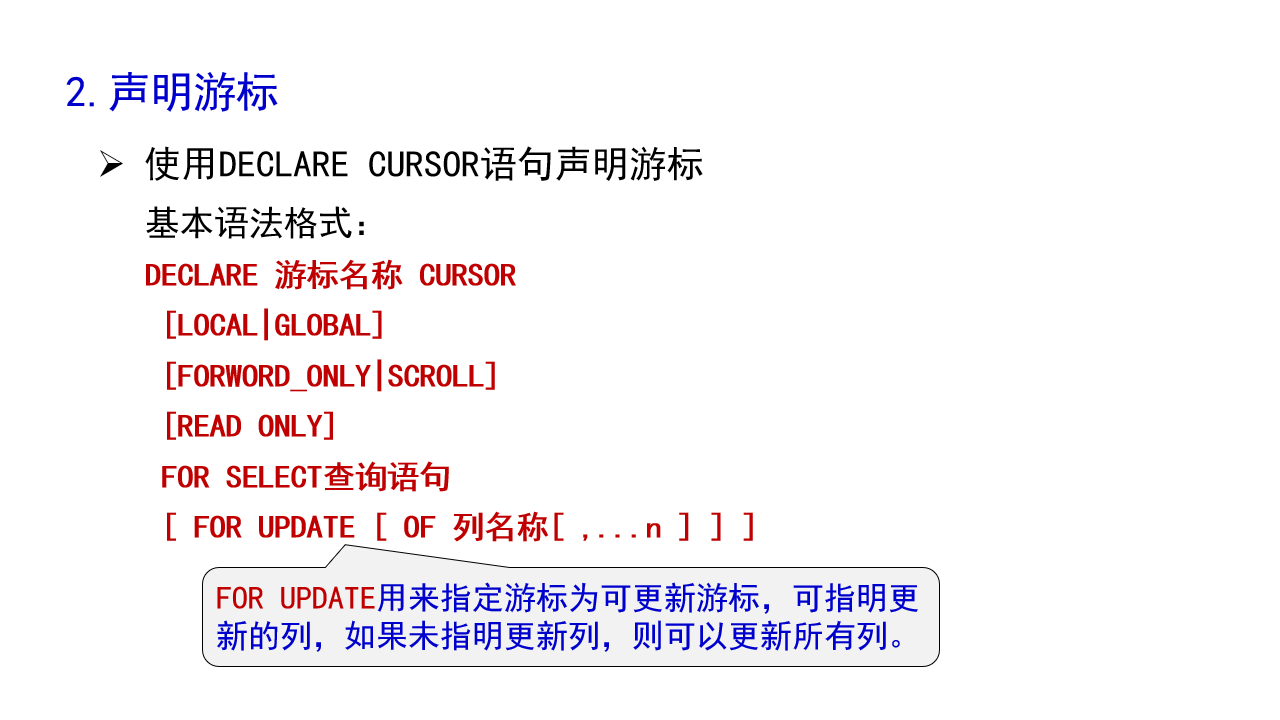 2.声明游标
使用DECLARE CURSOR语句声明游标
基本语法格式：
DECLARE 游标名称 CURSOR
[LOCAL|GLOBAL]
[FORWORD_ONLY|SCROLL]
[READ ONLY]
FOR SELECT查询语句
[ FOR UPDATE [ OF 列名称[ ,...n ] ] ]
FOR UPDATE用来指定游标为可更新游标，可指明更
新的列，如果未指明更新列，则可以更新所有列。